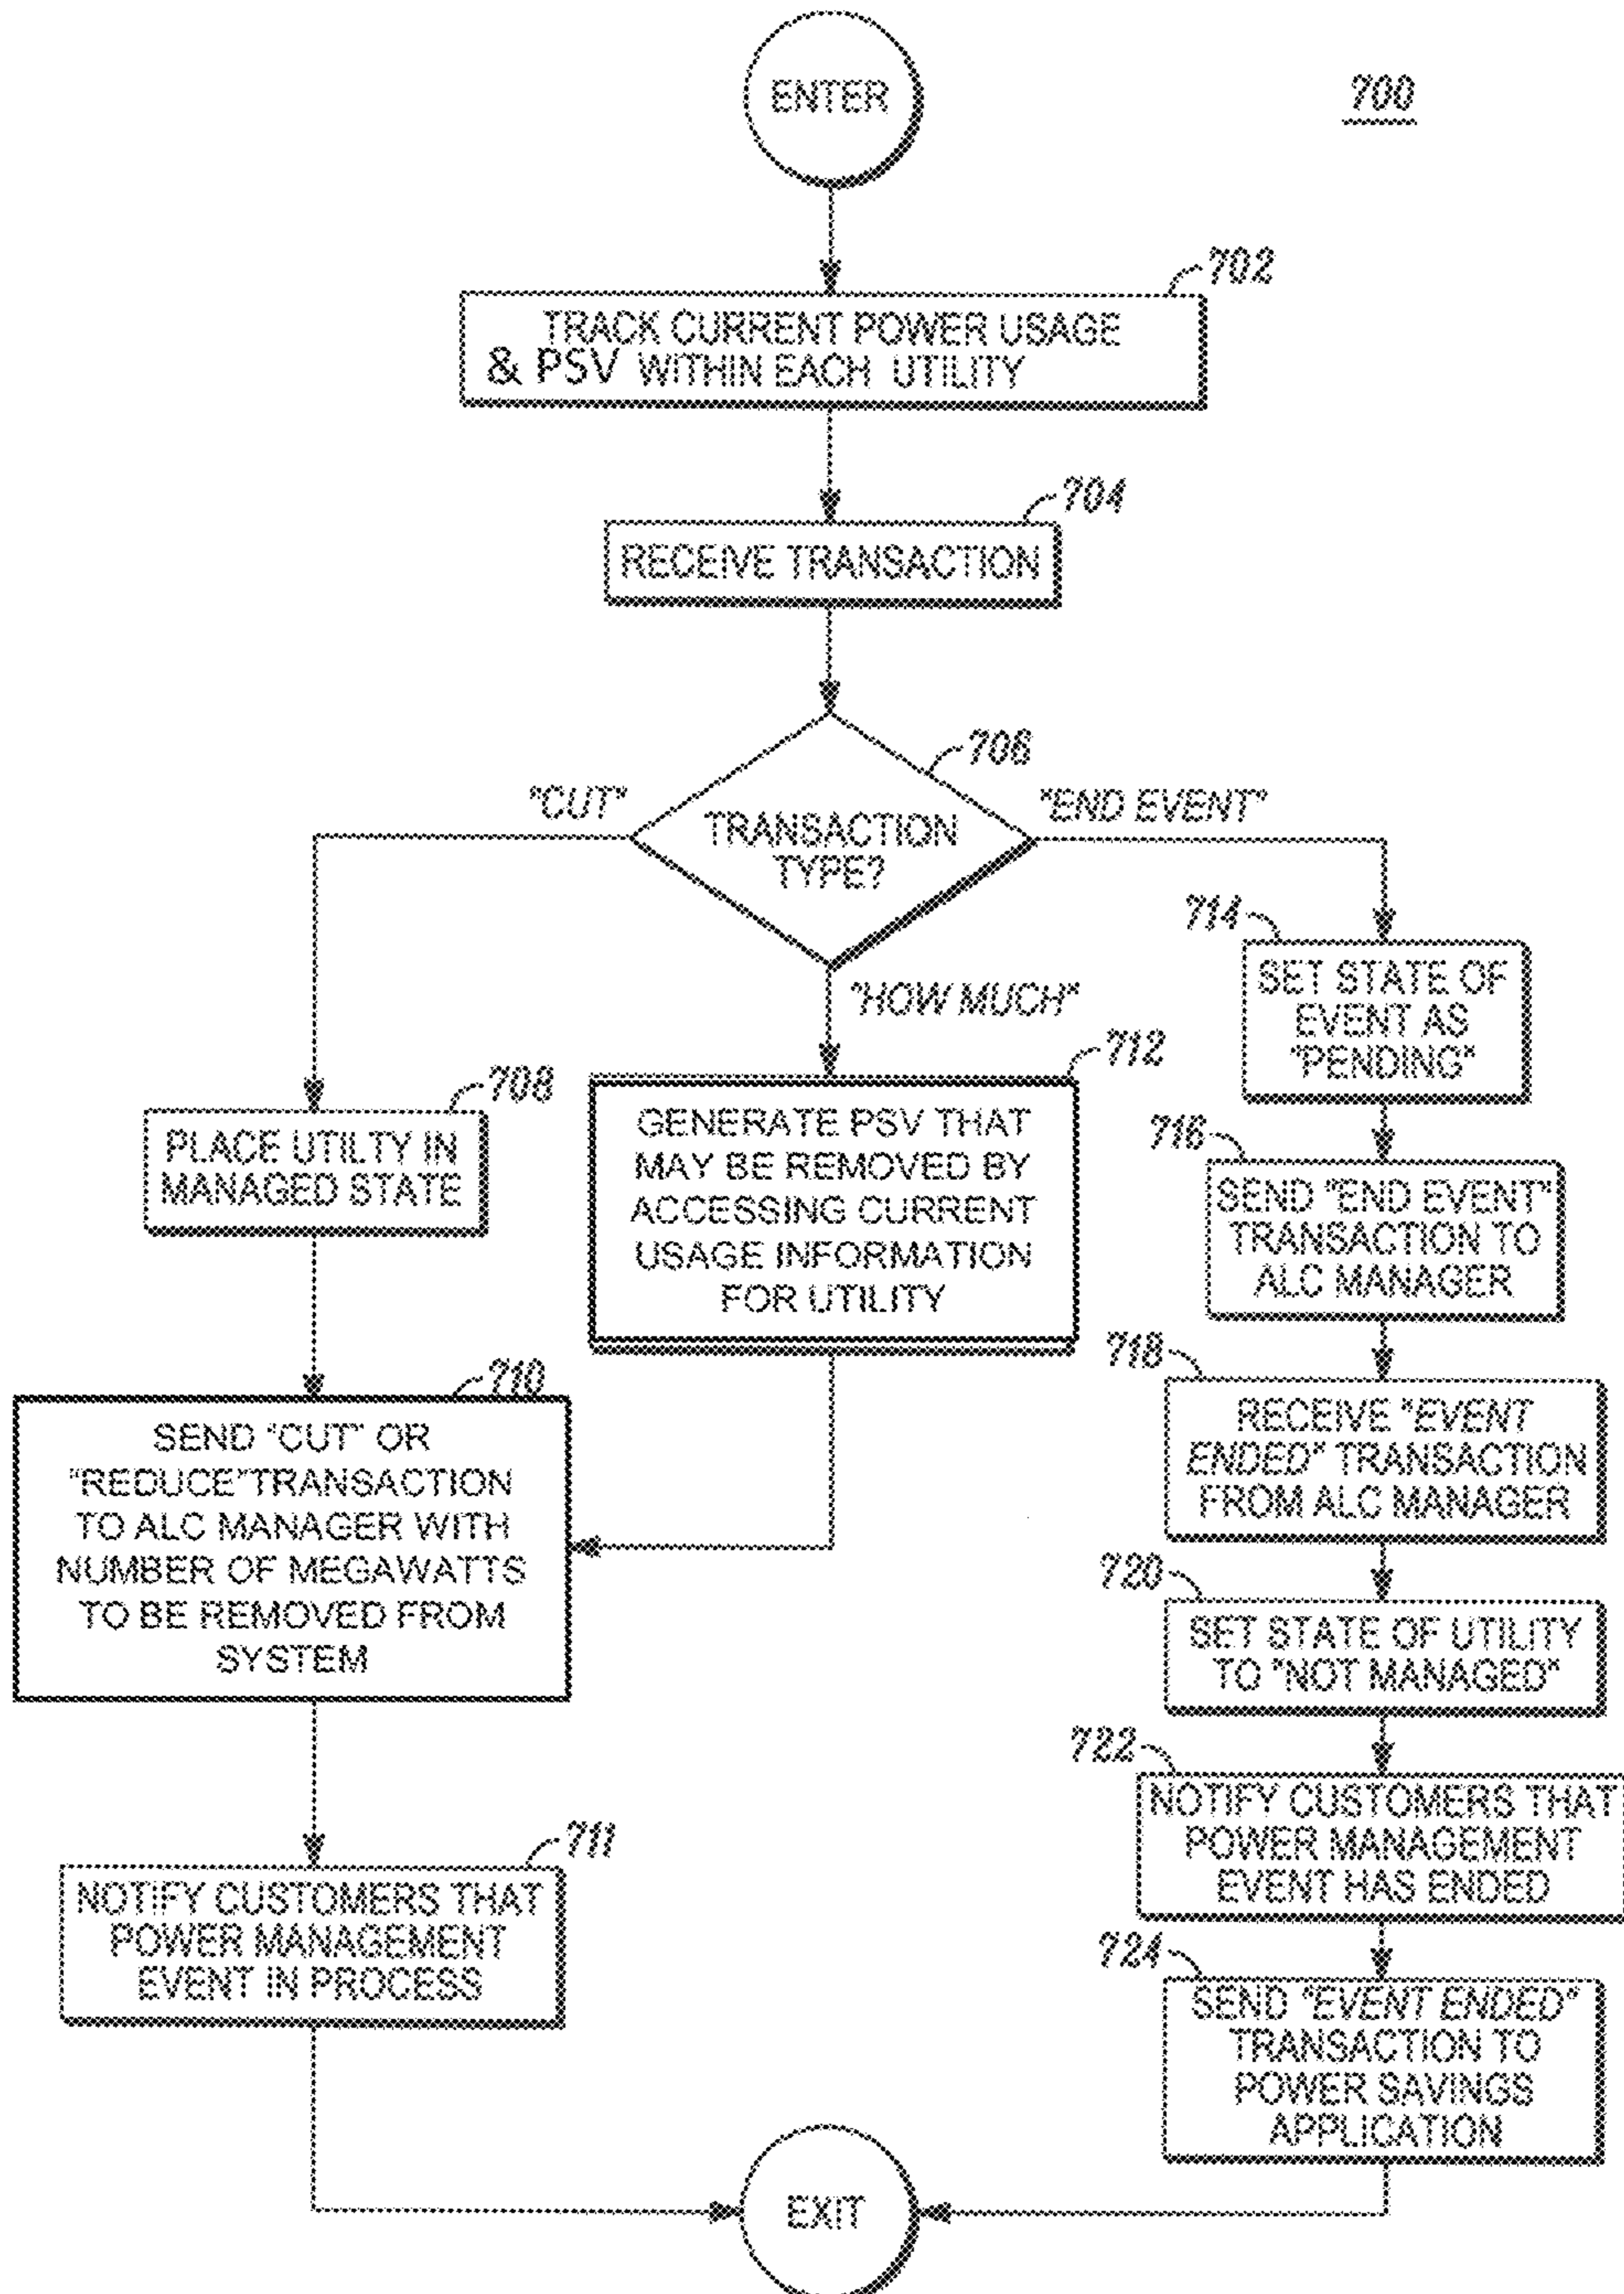 ENTER
700
702
TRACK CURRENT POWER USAGE
& PSV WITHIN EACH UTILITY
704
RECEIVE TRANSACTION
706
"CUT"
TRANSACTION
TYPE?
"END EVENT"
"HOW MUCH"
708
PLACE UTILTY IN
MANAGED STATE
712
GENERATE PSV THAT
MAY BE REMOVED BY
ACCESSING CURRENT
USAGE INFORMATION
FOR UTILITY
710
SEND "CUT" OR
"REDUCE"TRANSACTION
TO ALC MANAGER WITH
NUMBER OF MEGAWATTS
TO BE REMOVED FROM
SYSTEM
711
NOTIFY CUSTOMERS THAT
POWER MANAGEMENT
EVENT IN PROCESS
714
SET STATE OF
EVENT AS
"PENDING"
716
SEND "END EVENT"
TRANSACTION TO
ALC MANAGER
718
RECEIVE "EVENT
ENDED" TRANSACTION
FROM ALC MANAGER
720
SET STATE OF UTILITY
TO "NOT MANAGED"
722
NOTIFY CUSTOMERS THAT
POWER MANAGEMENT
EVENT HAS ENDED
724
SEND "EVENT ENDED"
TRANSACTION TO
POWER SAVINGS
APPLICATION
EXIT